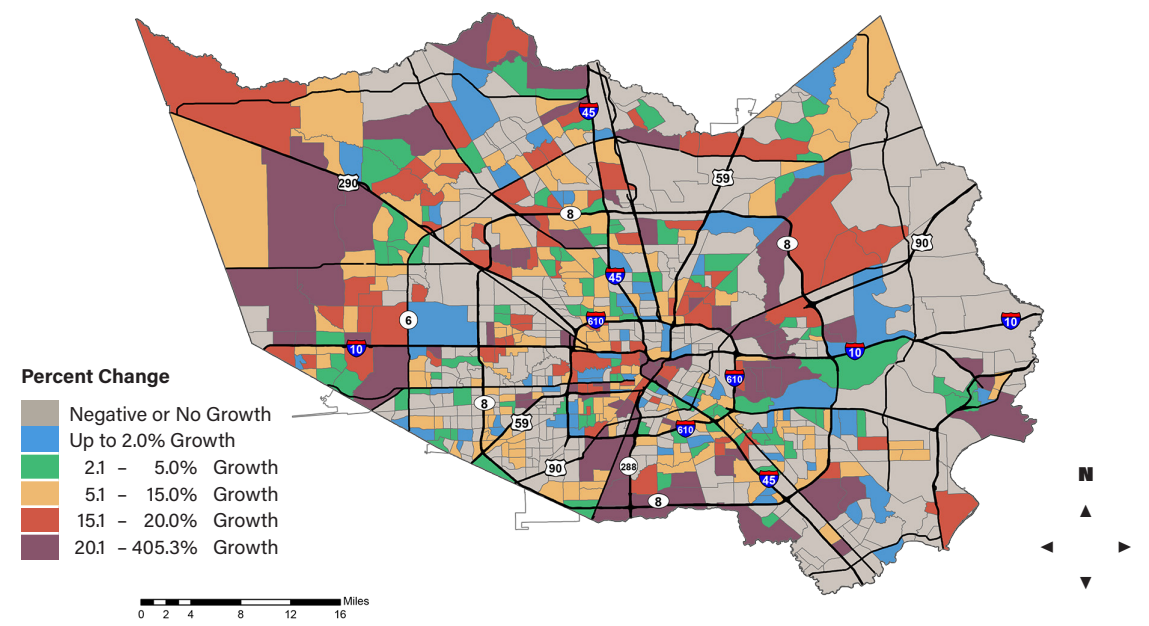 45
59
290
8
8
90
45
6
610
10
10
10
610
8
59
610
90
288
45
8
Percent Change
Negative or No Growth
Up to 2.0% Growth
2.1 – 5.0% Growth
5.1 – 15.0% Growth
15.1 – 20.0% Growth
20.1 – 405.3% Growth
N
Miles
0 2 4 8 12 16